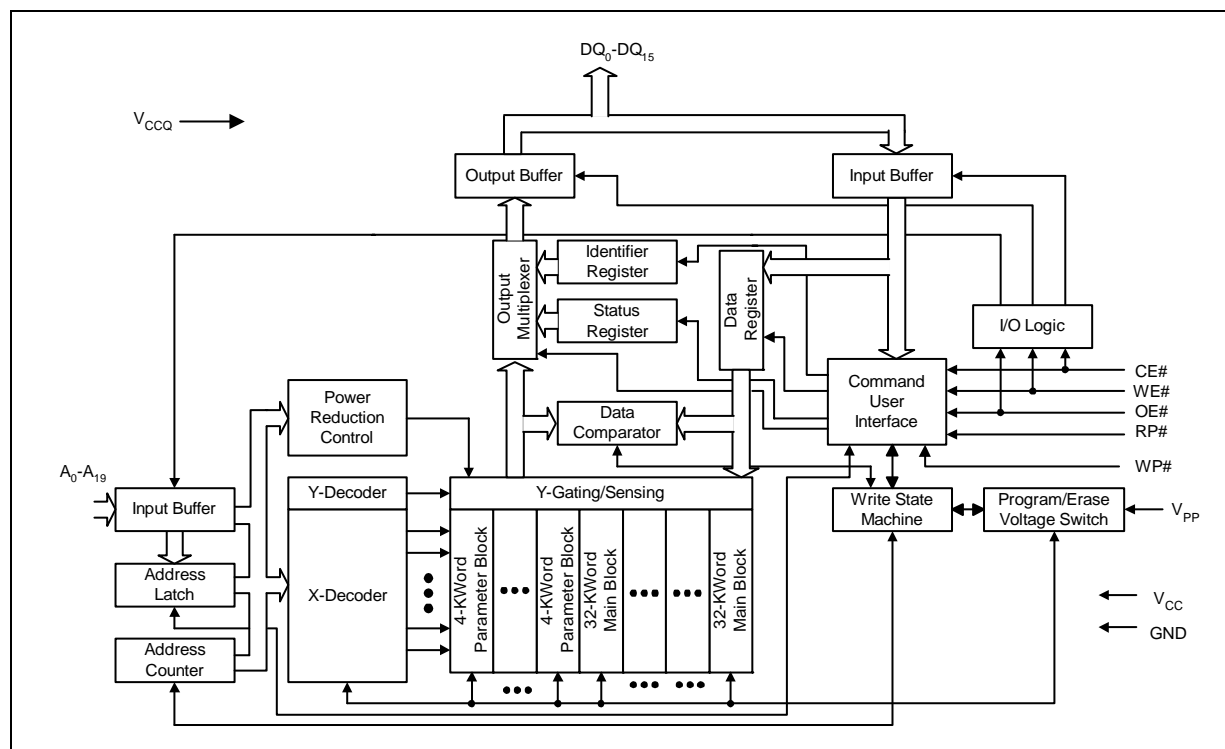 DQ0-DQ15
VCCQ
Output Buffer
Input Buffer
Output
Multiplexer
Identifier
Register
Status
Register
Data
Register
I/O Logic
Command
User
Interface
CE#
WE#
OE#
RP#
WP#
Power
Reduction
Control
Data
Comparator
A0-A19
Input Buffer
Y-Decoder
Y-Gating/Sensing
Write State
Machine
Program/Erase
Voltage Switch
VPP
Address
Latch
X-Decoder
4-KWord
Parameter Block
4-KWord
Parameter Block
32-KWord
Main Block
32-KWord
Main Block
Address
Counter
VCC
GND